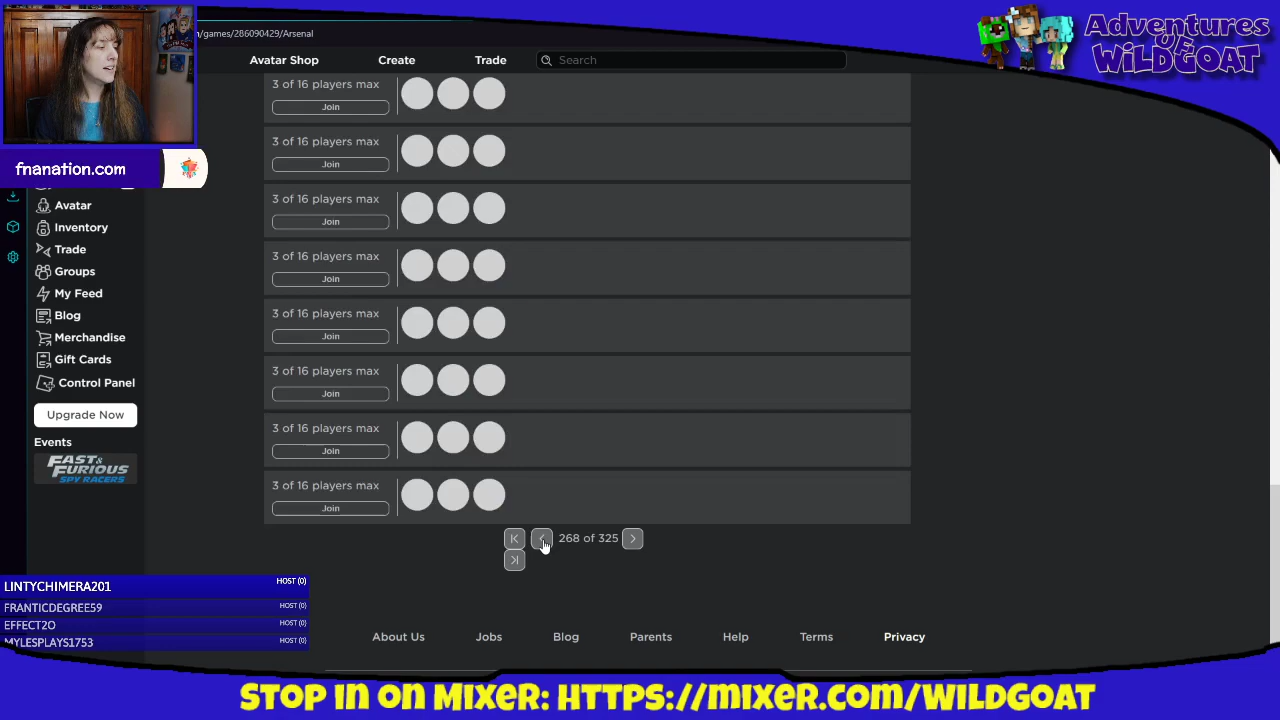 n/games/286090429/Arsenal
Adventures
OF
WILDGOAT
Avatar Shop
Create
Trade
Search
fnanation.com
Avatar
Inventory
Trade
Groups
My Feed
Blog
Merchandise
Gift Cards
Control Panel
Upgrade Now
Events
FAST & FURIOUS
SPY RACERS
3 of 16 players max
Join
3 of 16 players max
Join
3 of 16 players max
Join
3 of 16 players max
Join
3 of 16 players max
Join
3 of 16 players max
Join
3 of 16 players max
Join
3 of 16 players max
Join
268 of 325
LINTYCHIMERA201 HOST (0)
FRANTICDEGREE59 HOST (0)
EFFECT2O HOST (0)
MYLESPLAYS1753 HOST (0)
About Us
Jobs
Blog
Parents
Help
Terms
Privacy
STOP IN ON MIXER: HTTPS://MIXER.COM/WILDGOAT